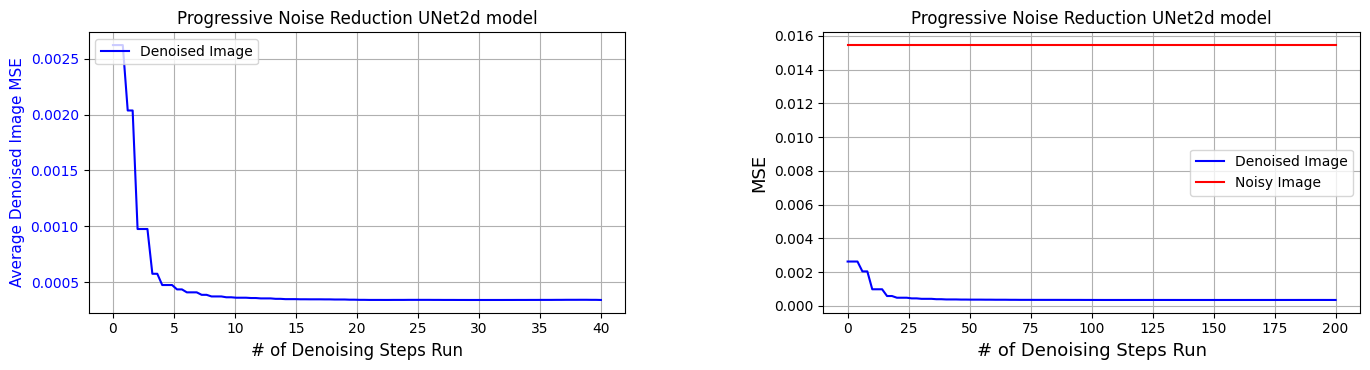 Progressive Noise Reduction UNet2d model
Denoised Image
Average Denoised Image MSE
0.0025
0.0020
0.0015
0.0010
0.0005
0 5 10 15 20 25 30 35 40
# of Denoising Steps Run
Progressive Noise Reduction UNet2d model
MSE
0.016
0.014
0.012
0.010
0.008
0.006
0.004
0.002
0.000
Denoised Image
Noisy Image
0 25 50 75 100 125 150 175 200
# of Denoising Steps Run